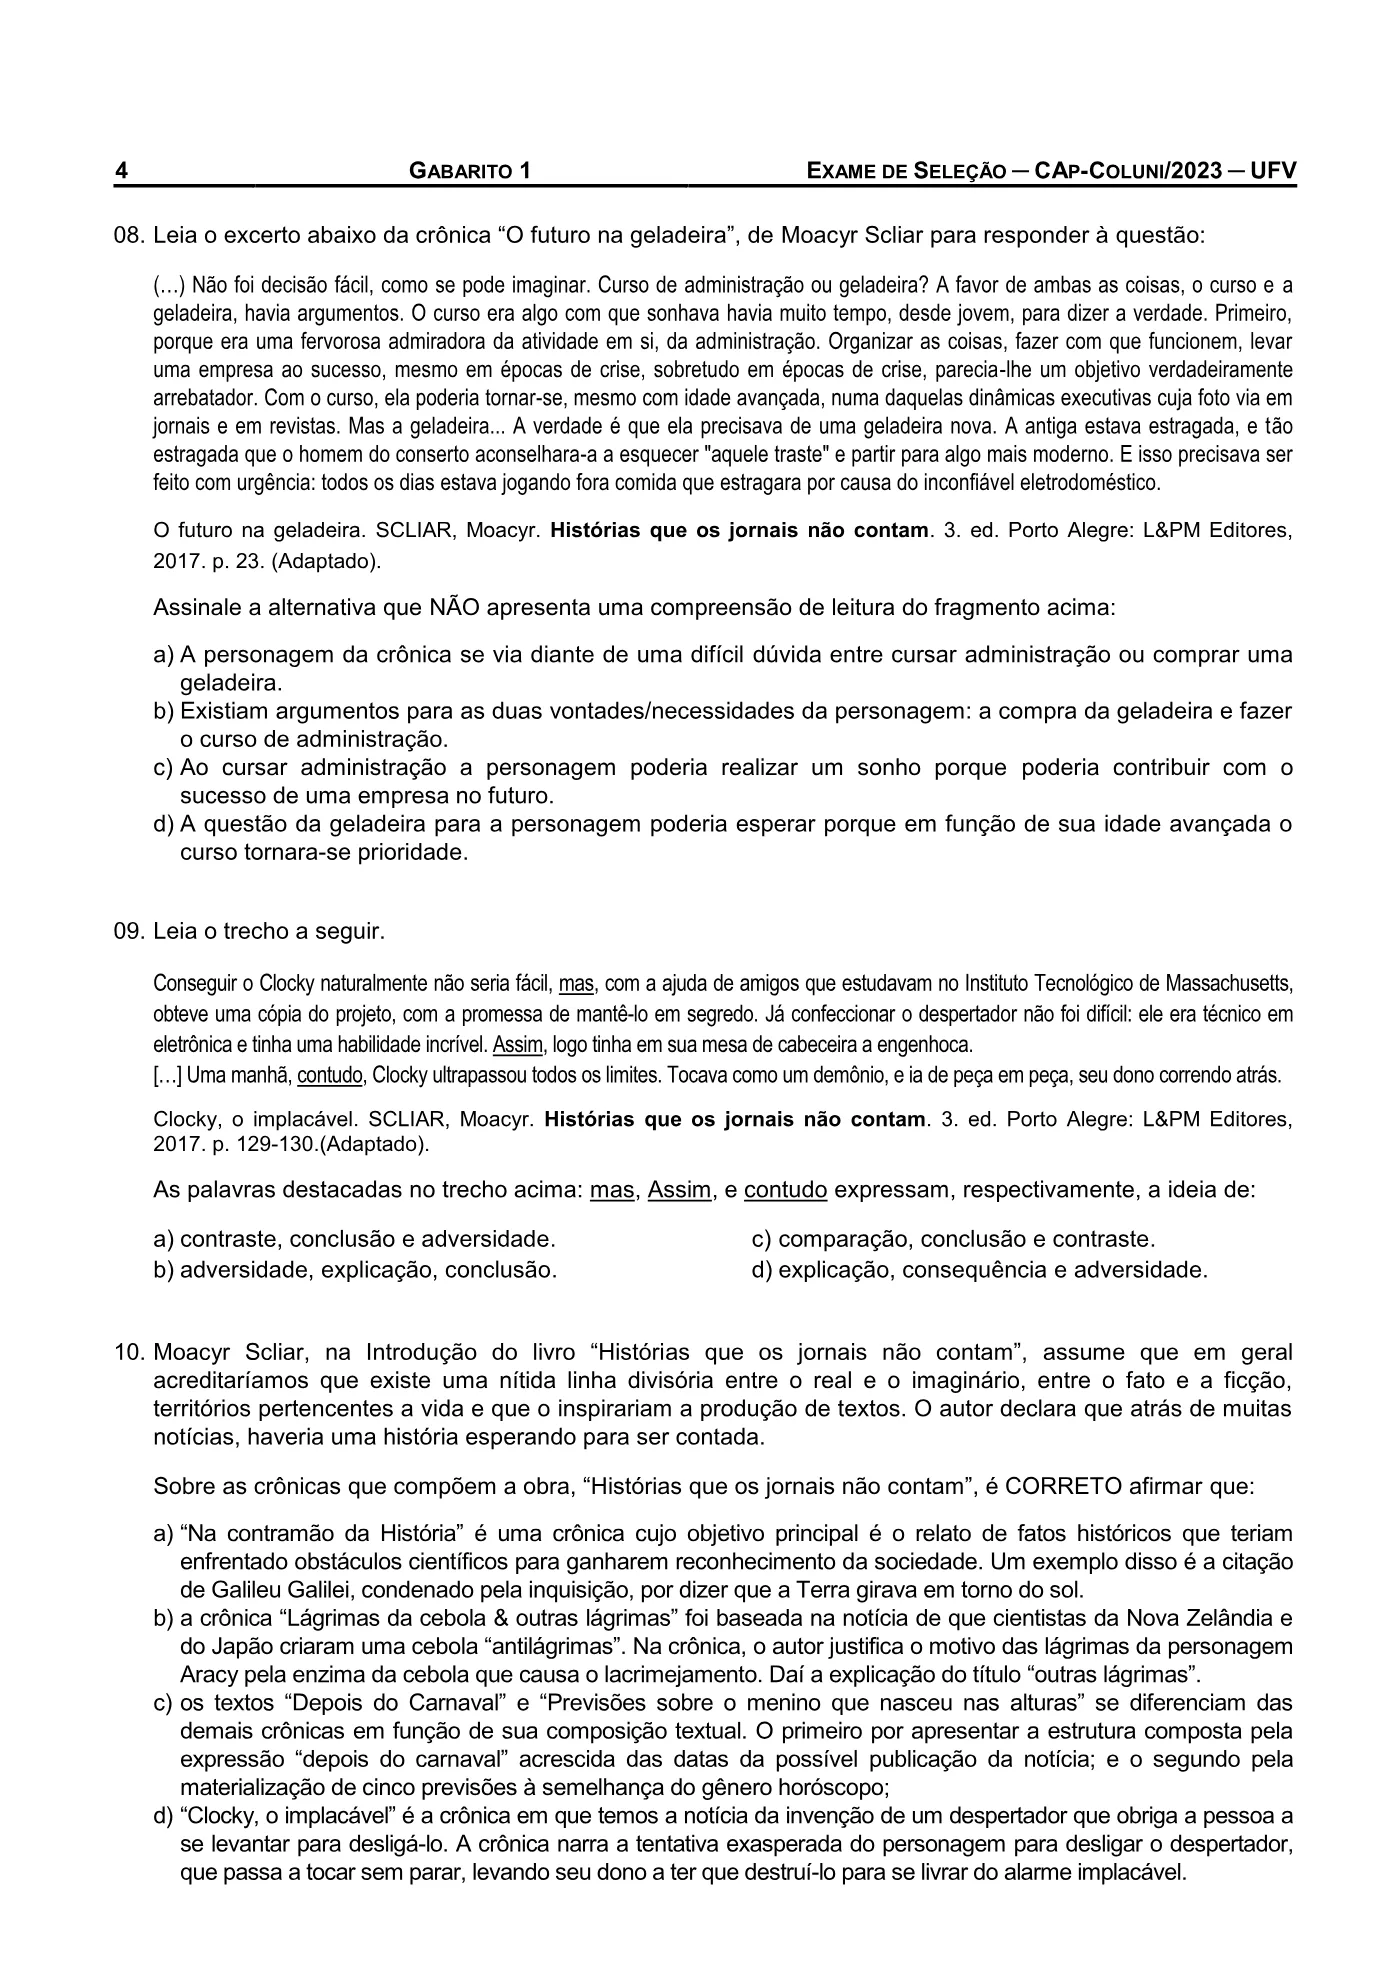 4 GABARITO 1 EXAME DE SELEÇÃO — CAP-COLUNI/2023 — UFV
08. Leia o excerto abaixo da crônica “O futuro na geladeira”, de Moacyr Scliar para responder à questão:
(…) Não foi decisão fácil, como se pode imaginar. Curso de administração ou geladeira? A favor de ambas as coisas, o curso e a
geladeira, havia argumentos. O curso era algo com que sonhava havia muito tempo, desde jovem, para dizer a verdade. Primeiro,
porque era uma fervorosa admiradora da atividade em si, da administração. Organizar as coisas, fazer com que funcionem, levar
uma empresa ao sucesso, mesmo em épocas de crise, sobretudo em épocas de crise, parecia-lhe um objetivo verdadeiramente
arrebatador. Com o curso, ela poderia tornar-se, mesmo com idade avançada, numa daquelas dinâmicas executivas cuja foto via em
jornais e em revistas. Mas a geladeira... A verdade é que ela precisava de uma geladeira nova. A antiga estava estragada, e tão
estragada que o homem do conserto aconselhara-a a esquecer "aquele traste" e partir para algo mais moderno. E isso precisava ser
feito com urgência: todos os dias estava jogando fora comida que estragara por causa do inconfiável eletrodoméstico.
O futuro na geladeira. SCLIAR, Moacyr. Histórias que os jornais não contam. 3. ed. Porto Alegre: L&PM Editores,
2017. p. 23. (Adaptado).
Assinale a alternativa que NÃO apresenta uma compreensão de leitura do fragmento acima:
a) A personagem da crônica se via diante de uma difícil dúvida entre cursar administração ou comprar uma
geladeira.
b) Existiam argumentos para as duas vontades/necessidades da personagem: a compra da geladeira e fazer
o curso de administração.
c) Ao cursar administração a personagem poderia realizar um sonho porque poderia contribuir com o
sucesso de uma empresa no futuro.
d) A questão da geladeira para a personagem poderia esperar porque em função de sua idade avançada o
curso tornara-se prioridade.
09. Leia o trecho a seguir.
Conseguir o Clocky naturalmente não seria fácil, mas, com a ajuda de amigos que estudavam no Instituto Tecnológico de Massachusetts,
obteve uma cópia do projeto, com a promessa de mantê-lo em segredo. Já confeccionar o despertador não foi difícil: ele era técnico em
eletrônica e tinha uma habilidade incrível. Assim, logo tinha em sua mesa de cabeceira a engenhoca.
[…] Uma manhã, contudo, Clocky ultrapassou todos os limites. Tocava como um demônio, e ia de peça em peça, seu dono correndo atrás.
Clocky, o implacável. SCLIAR, Moacyr. Histórias que os jornais não contam. 3. ed. Porto Alegre: L&PM Editores,
2017. p. 129-130.(Adaptado).
As palavras destacadas no trecho acima: mas, Assim, e contudo expressam, respectivamente, a ideia de:
a) contraste, conclusão e adversidade. c) comparação, conclusão e contraste.
b) adversidade, explicação, conclusão. d) explicação, consequência e adversidade.
10. Moacyr Scliar, na Introdução do livro “Histórias que os jornais não contam”, assume que em geral
acreditaríamos que existe uma nítida linha divisória entre o real e o imaginário, entre o fato e a ficção,
territórios pertencentes a vida e que o inspirariam a produção de textos. O autor declara que atrás de muitas
notícias, haveria uma história esperando para ser contada.
Sobre as crônicas que compõem a obra, “Histórias que os jornais não contam”, é CORRETO afirmar que:
a) “Na contramão da História” é uma crônica cujo objetivo principal é o relato de fatos históricos que teriam
enfrentado obstáculos científicos para ganharem reconhecimento da sociedade. Um exemplo disso é a citação
de Galileu Galilei, condenado pela inquisição, por dizer que a Terra girava em torno do sol.
b) a crônica “Lágrimas da cebola & outras lágrimas” foi baseada na notícia de que cientistas da Nova Zelândia e
do Japão criaram uma cebola “antilágrimas”. Na crônica, o autor justifica o motivo das lágrimas da personagem
Aracy pela enzima da cebola que causa o lacrimejamento. Daí a explicação do título “outras lágrimas”.
c) os textos “Depois do Carnaval” e “Previsões sobre o menino que nasceu nas alturas” se diferenciam das
demais crônicas em função de sua composição textual. O primeiro por apresentar a estrutura composta pela
expressão “depois do carnaval” acrescida das datas da possível publicação da notícia; e o segundo pela
materialização de cinco previsões à semelhança do gênero horóscopo;
d) “Clocky, o implacável” é a crônica em que temos a notícia da invenção de um despertador que obriga a pessoa a
se levantar para desligá-lo. A crônica narra a tentativa exasperada do personagem para desligar o despertador,
que passa a tocar sem parar, levando seu dono a ter que destruí-lo para se livrar do alarme implacável.